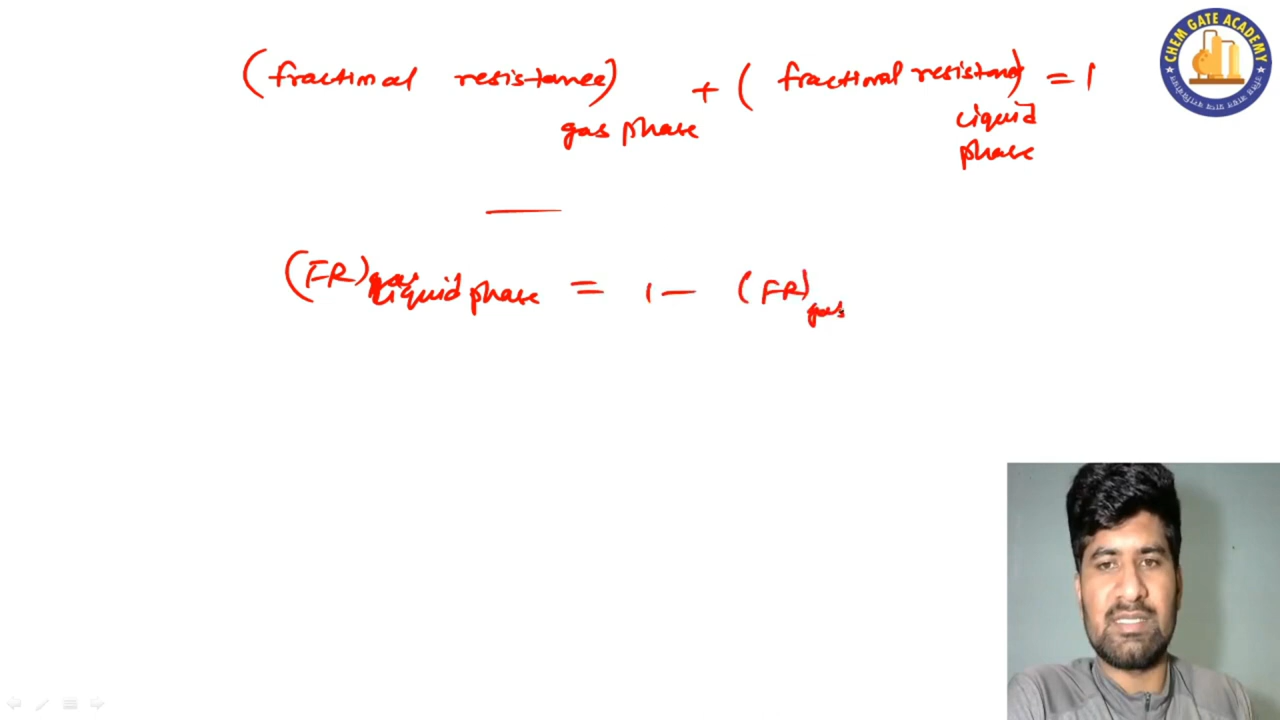 (fractional resistance) gas phase + (fractional resistance) liquid phase = 1
(FR) liquid phase = 1 – (FR) gas
CHEM GATE ACADEMY